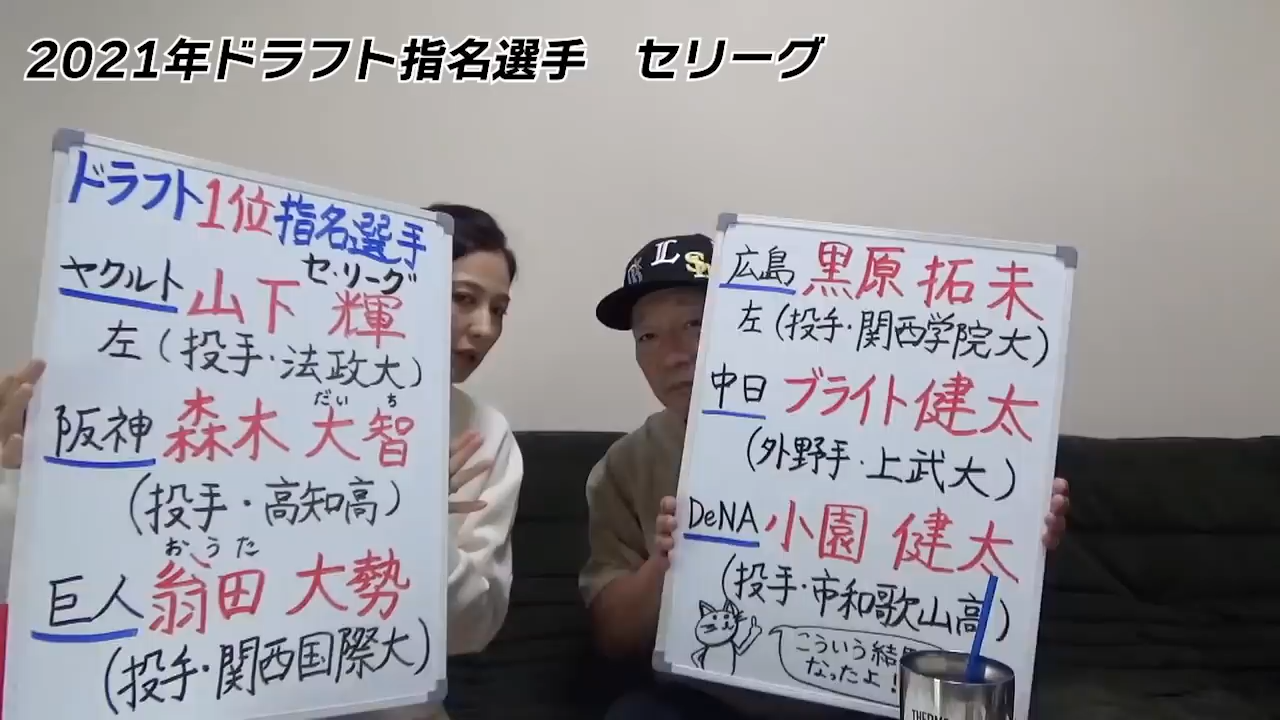 2021年ドラフト指名選手 セリーグ
ドラフト1位指名選手
セ・リーグ
ヤクルト 山下 輝
左(投手・法政大)
だい ち
阪神 森木 大智
(投手・高知高)
おうた
巨人 翁田 大勢
(投手・関西国際大)
L
広島 黒原 拓未
左(投手・関西学院大)
中日 ブライト健太
(外野手・上武大)
DeNA 小園 健太
(投手・市和歌山高)
こういう結
なったよ!
THERM